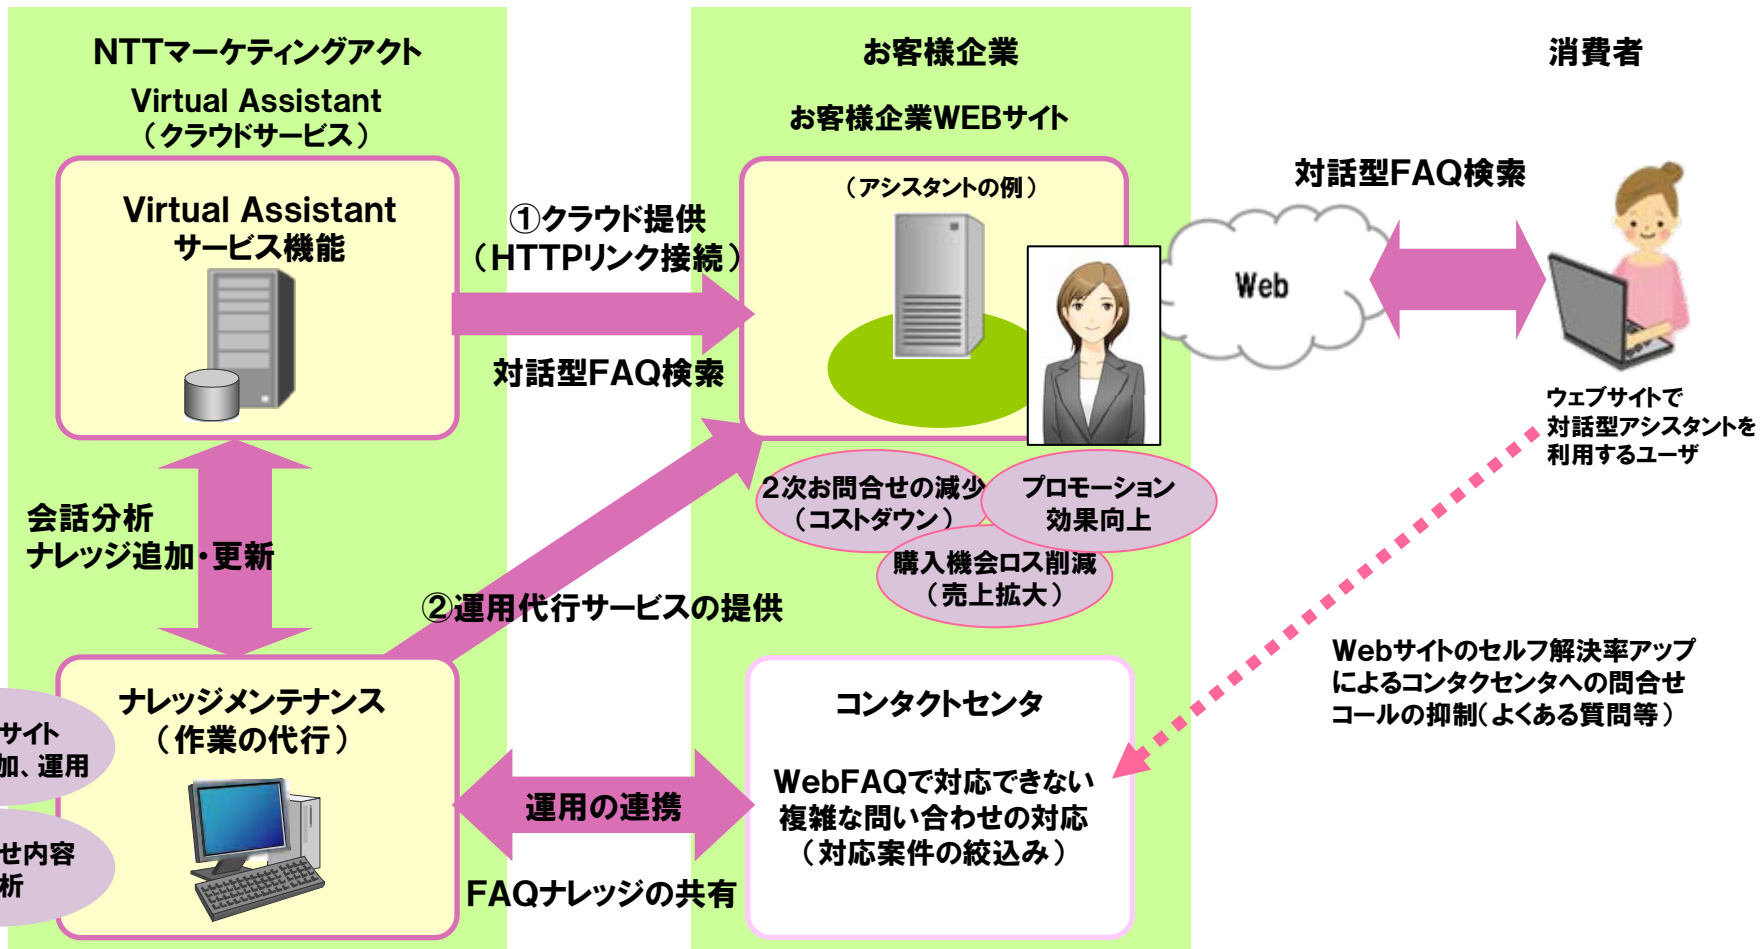 NTTマーケティングアクト
Virtual Assistant
（クラウドサービス）
Virtual Assistant
サービス機能
①クラウド提供
（HTTPリンク接続）
対話型FAQ検索
お客様企業
お客様企業WEBサイト
（アシスタントの例）
消費者
対話型FAQ検索
Web
ウェブサイトで
対話型アシスタントを
利用するユーザ
会話分析
ナレッジ追加・更新
②運用代行サービスの提供
２次お問合せの減少
（コストダウン）
プロモーション
効果向上
購入機会ロス削減
（売上拡大）
Webサイトのセルフ解決率アップ
によるコンタクセンタへの問合せ
コールの抑制（よくある質問等）
ナレッジメンテナンス
（作業の代行）
サイト
加、運用
せ内容
析
運用の連携
FAQナレッジの共有
コンタクトセンタ
WebFAQで対応できない
複雑な問い合わせの対応
（対応案件の絞込み）